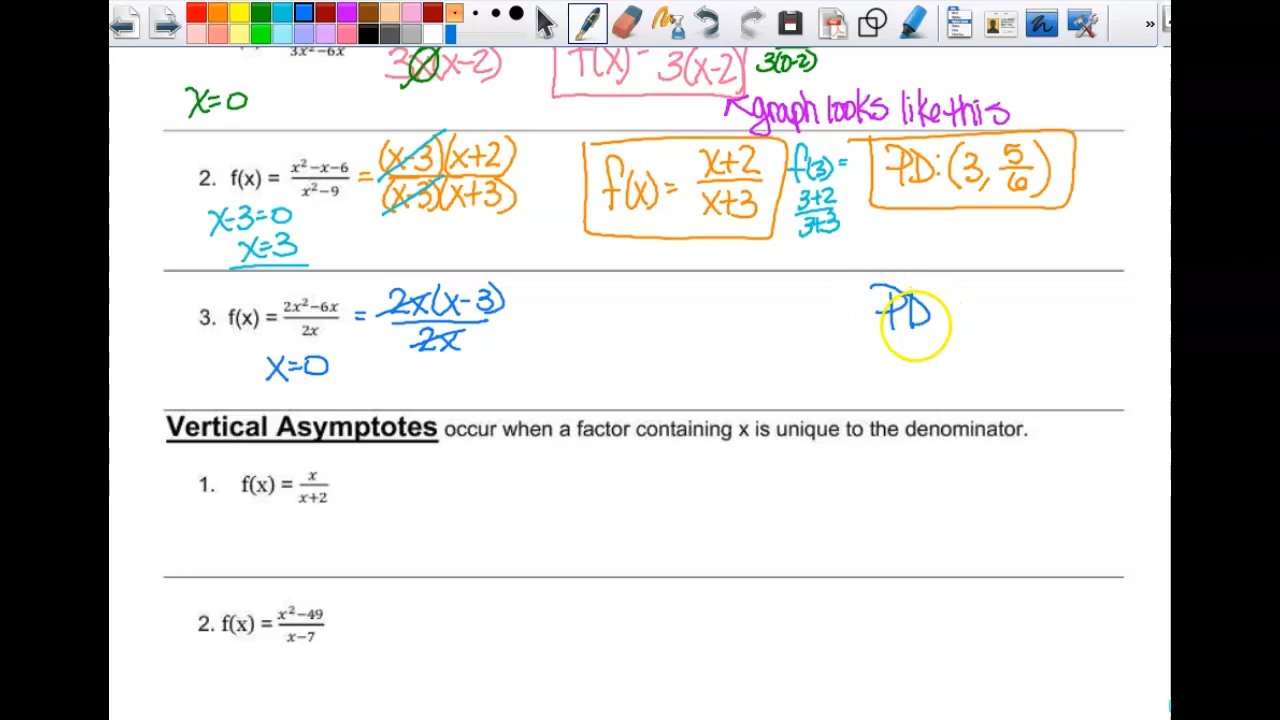 »
3x²−6x
3x(x-2)
f(x) = 3(x-2)
3(0-2)
x=0
graph looks like this
2. f(x) = x²−x−6 / x²−9 = (x-3)(x+2) / (x-3)(x+3)
f(x) = x+2 / x+3
f(3) = 3+2 / 3+3
PD: (3, 5/6)
x-3=0
x=3
3. f(x) = 2x²−6x / 2x = 2x(x-3) / 2x
PD
x=0
Vertical Asymptotes occur when a factor containing x is unique to the denominator.
1. f(x) = x / x+2
2. f(x) = x²−49 / x−7